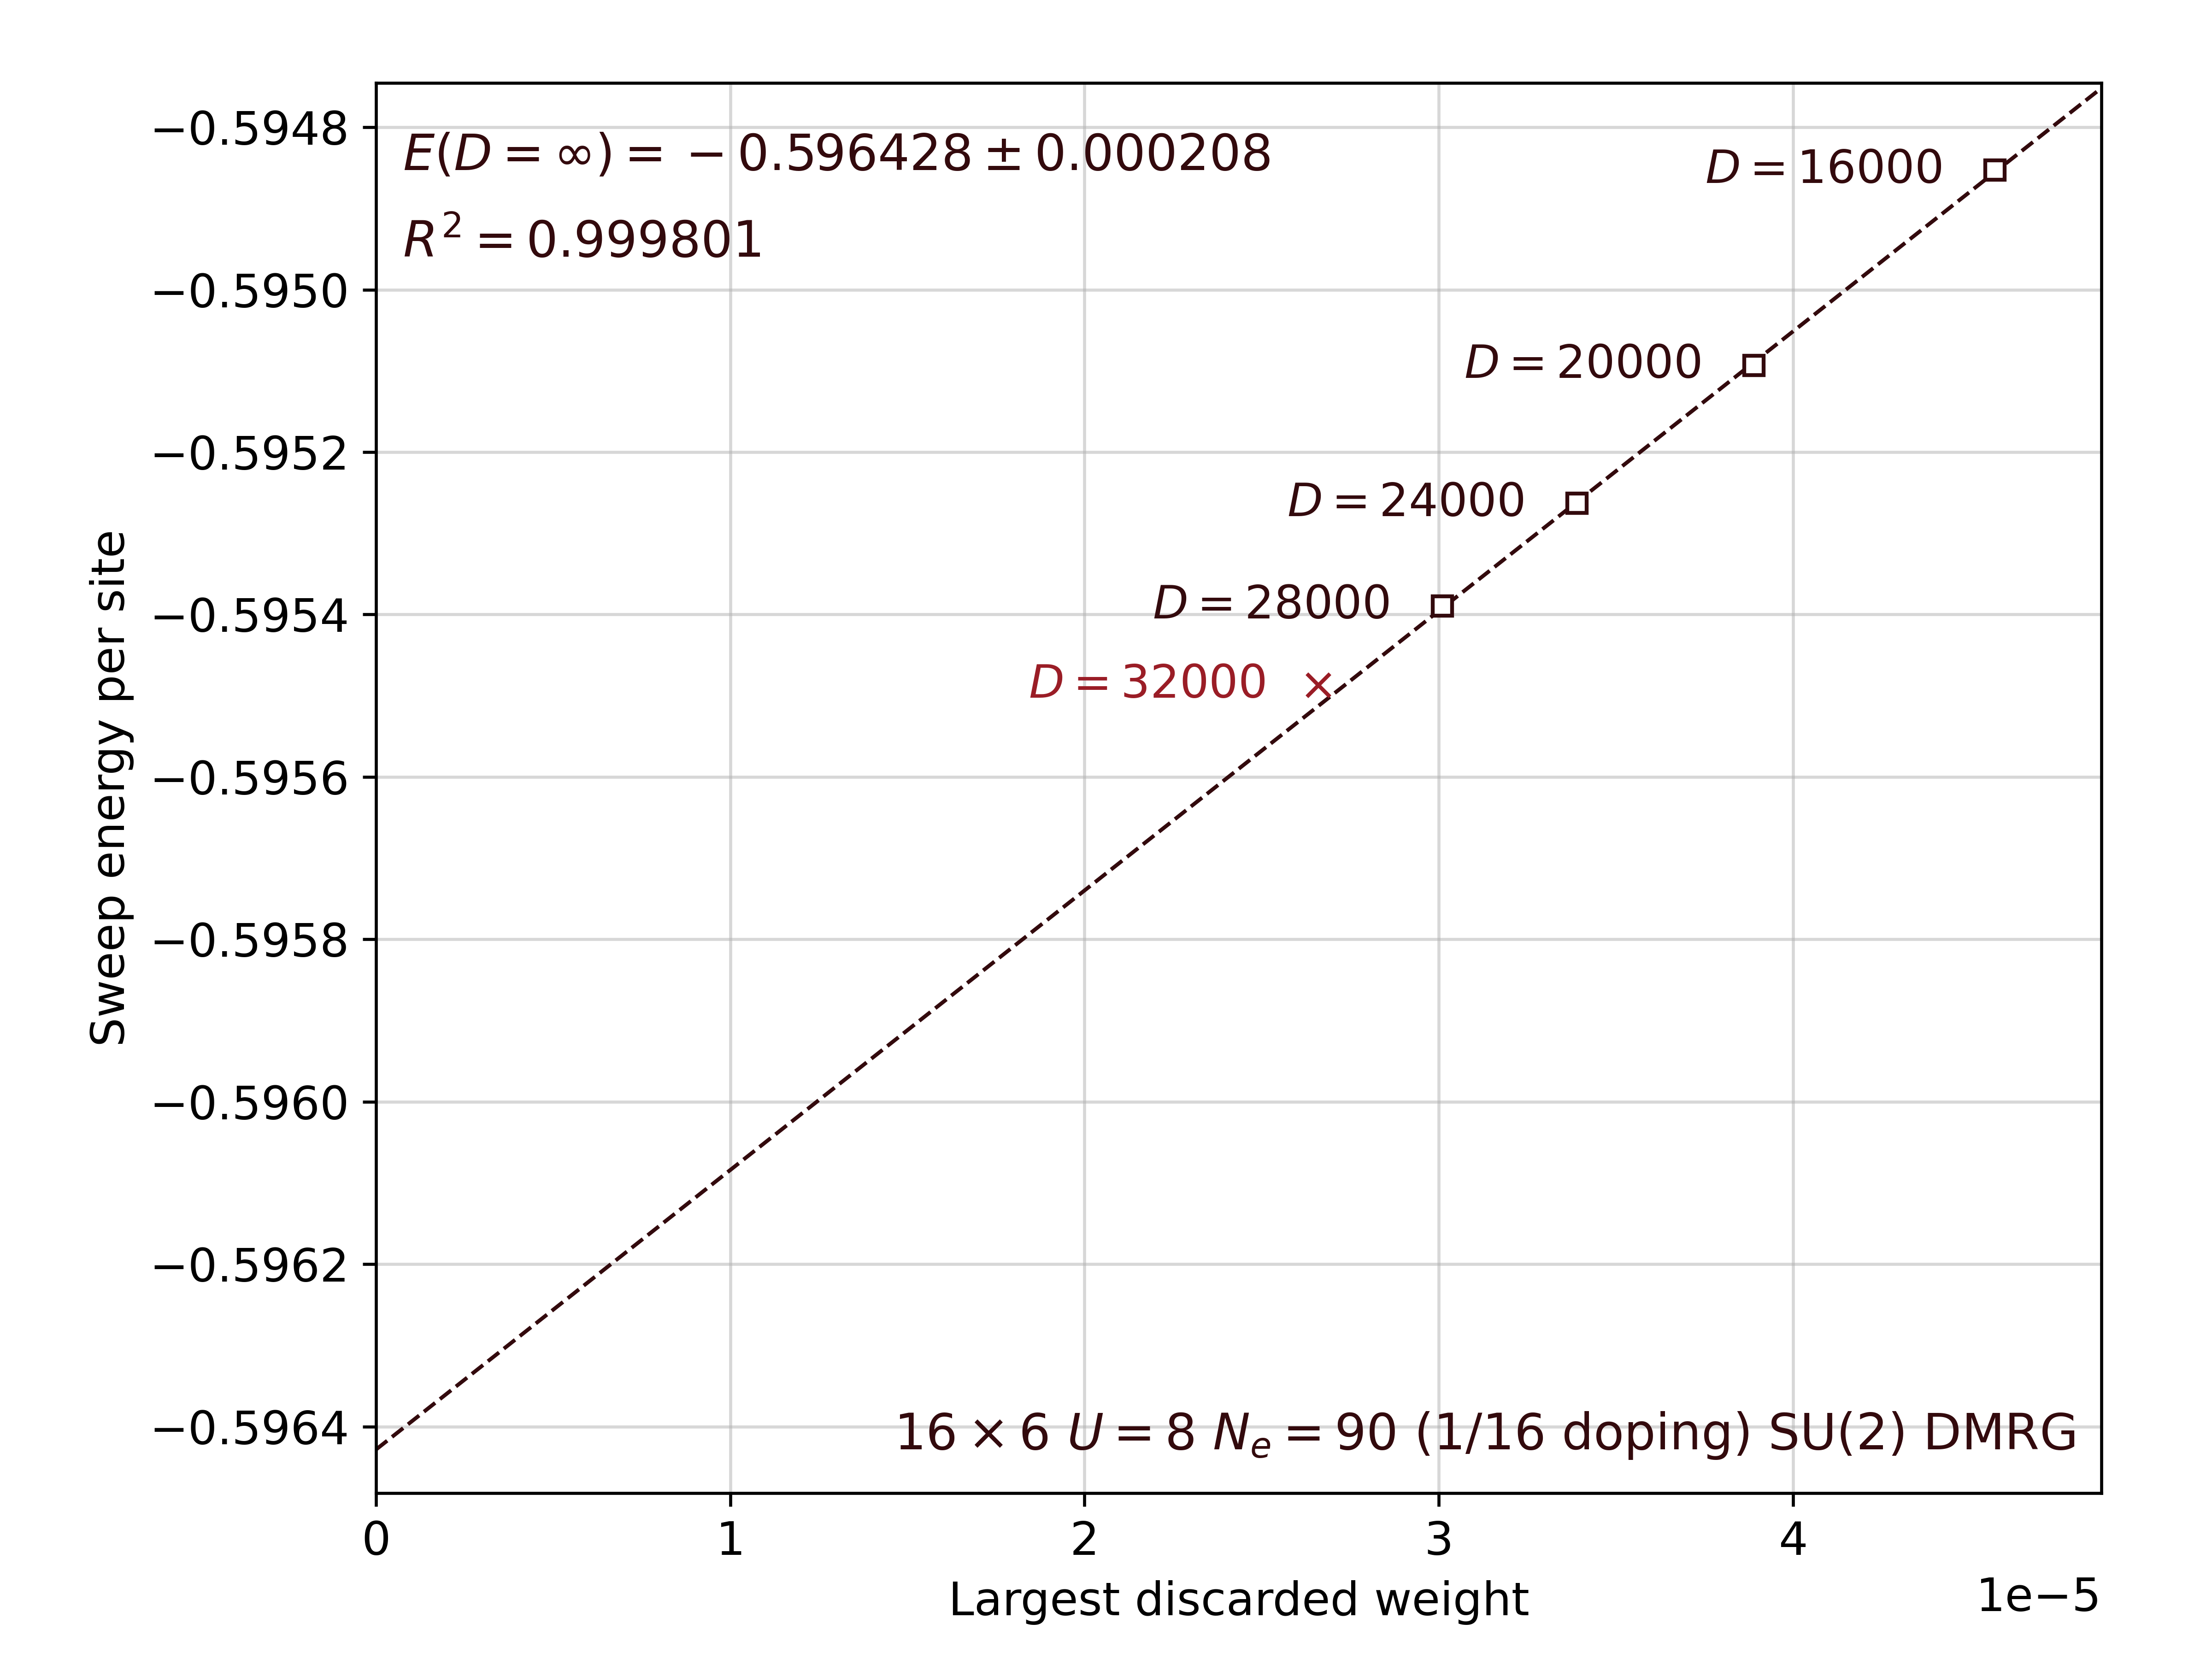 E(D = ∞) = − 0.596428 ± 0.000208
R² = 0.999801
D = 16000
D = 20000
D = 24000
D = 28000
D = 32000
16 × 6 U = 8 Nₑ = 90 (1/16 doping) SU(2) DMRG
Sweep energy per site
−0.5948
−0.5950
−0.5952
−0.5954
−0.5956
−0.5958
−0.5960
−0.5962
−0.5964
0 1 2 3 4
1e−5
Largest discarded weight